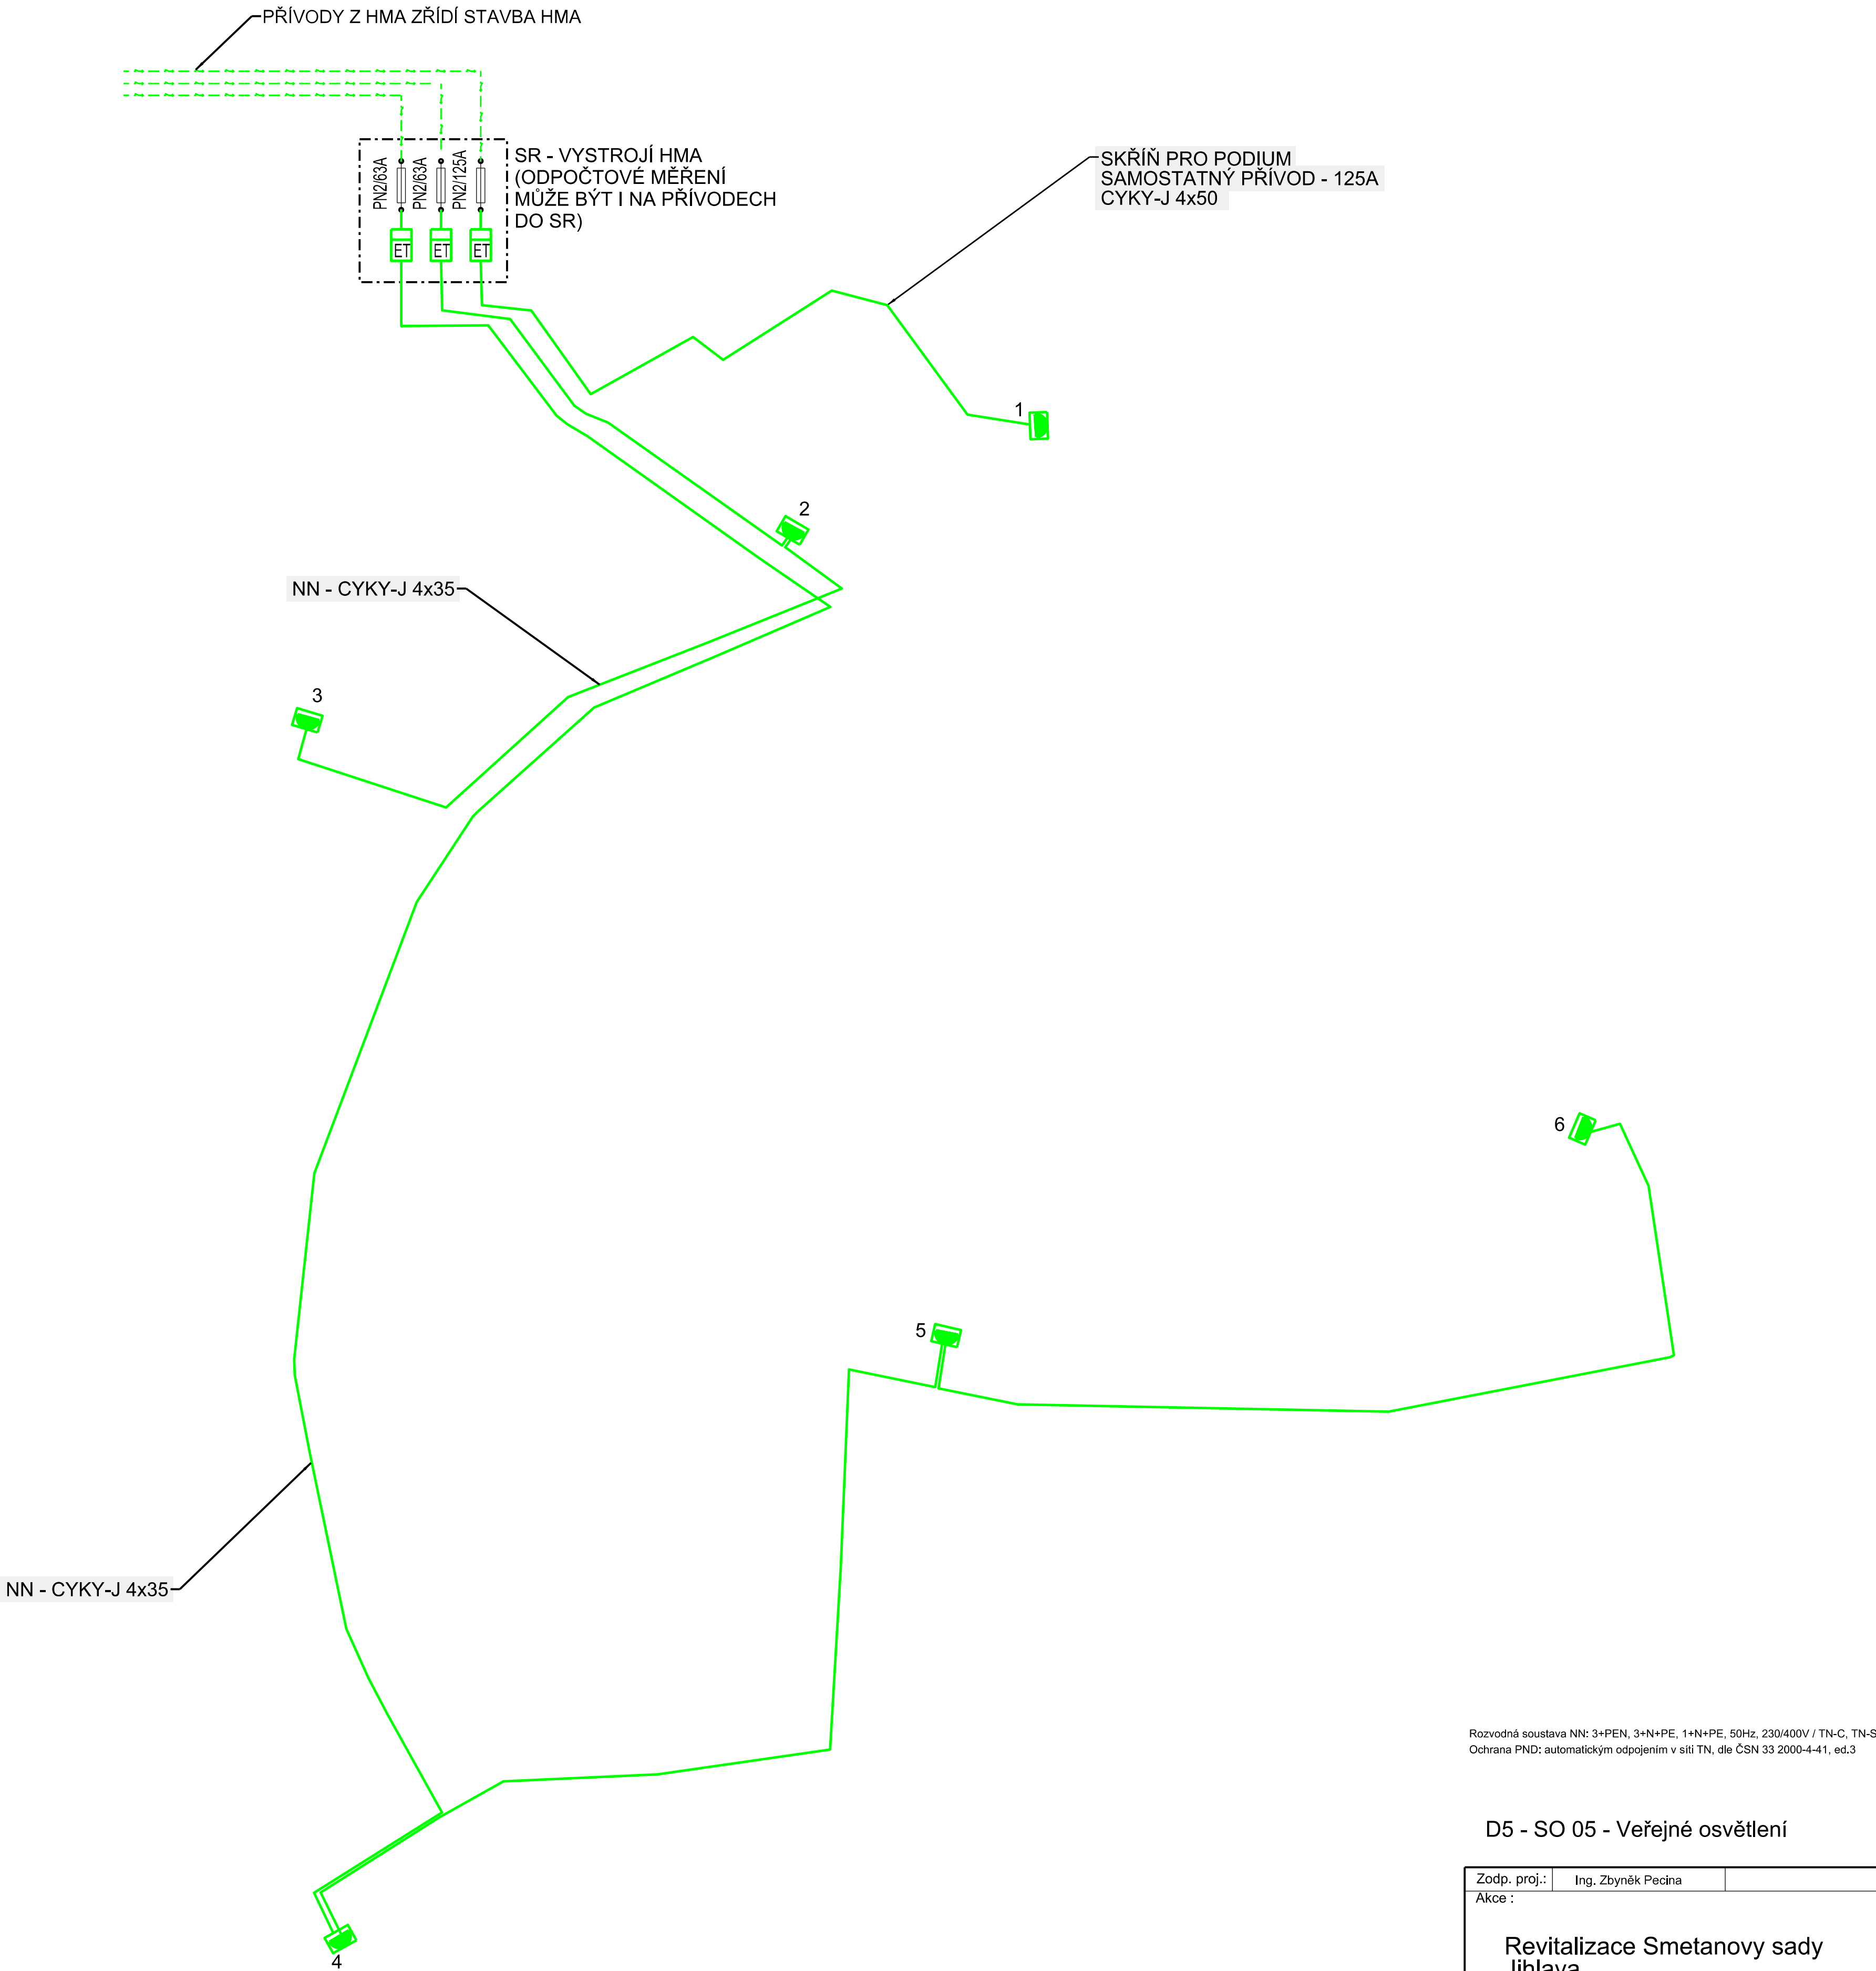 PŘÍVODY Z HMA ZŘÍDÍ STAVBA HMA
PN2/63A
PN2/63A
PN2/125A
SR - VYSTROJÍ HMA
(ODPOČTOVÉ MĚŘENÍ
MŮŽE BÝT I NA PŘÍVODECH
DO SR)
ET
ET
ET
SKŘÍŇ PRO PODIUM
SAMOSTATNÝ PŘÍVOD - 125A
CYKY-J 4x50
1
2
NN - CYKY-J 4x35
3
6
5
NN - CYKY-J 4x35
4
Rozvodná soustava NN: 3+PEN, 3+N+PE, 1+N+PE, 50Hz, 230/400V / TN-C, TN-S
Ochrana PND: automatickým odpojením v síti TN, dle ČSN 33 2000-4-41, ed.3
D5 - SO 05 - Veřejné osvětlení
Zodp. proj.:
Ing. Zbyněk Pecina
Akce :
Revitalizace Smetanovy sady
Jihlava